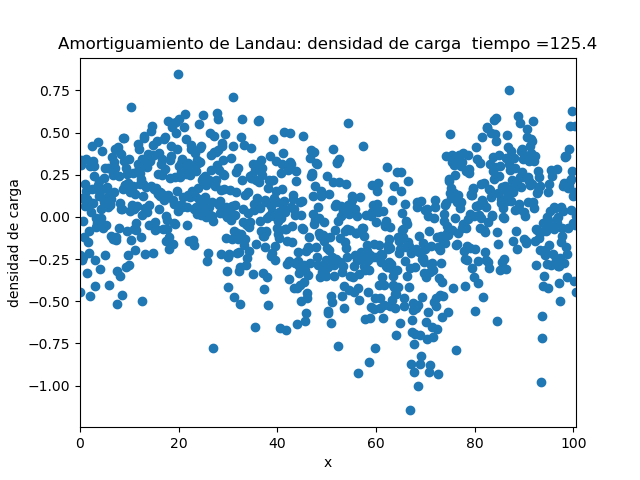 Amortiguamiento de Landau: densidad de carga  tiempo =125.4
densidad de carga
0.75
0.50
0.25
0.00
−0.25
−0.50
−0.75
−1.00
0 20 40 60 80 100
x